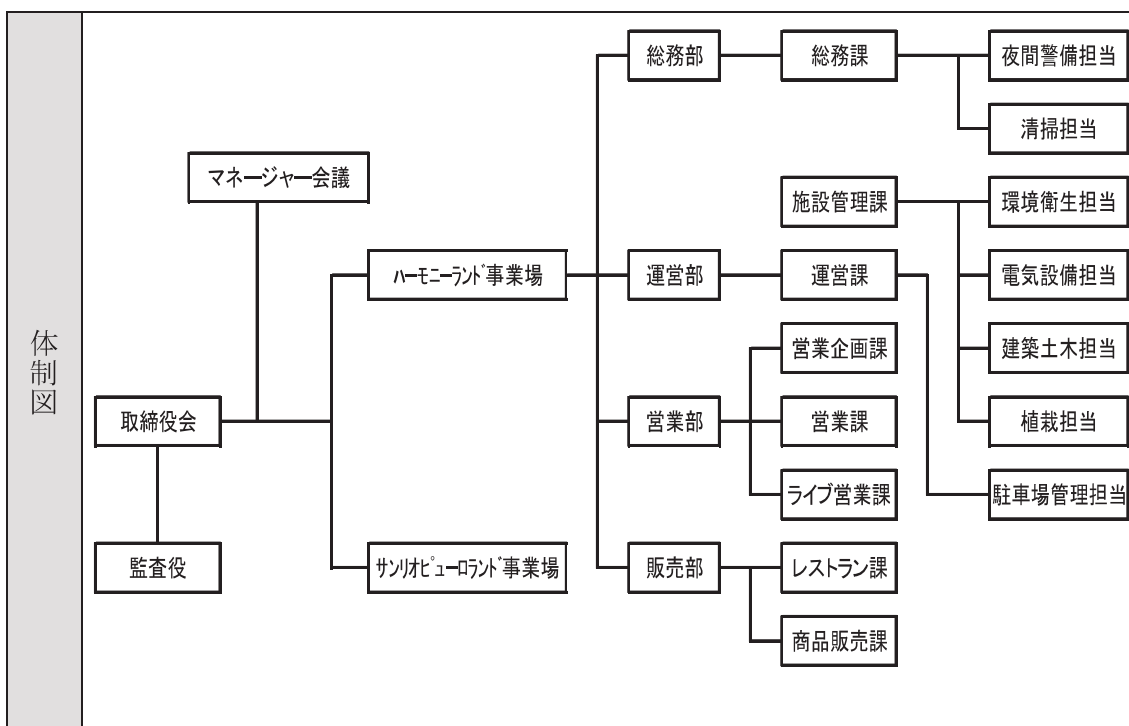 体制図
総務部
総務課
夜間警備担当
清掃担当
マネージャー会議
施設管理課
環境衛生担当
ﾊｰﾓﾆｰﾗﾝﾄﾞ事業場
運営部
運営課
電気設備担当
営業企画課
建築土木担当
取締役会
営業部
営業課
植栽担当
ライブ営業課
駐車場管理担当
監査役
ｻﾝﾘｵﾋﾟｭｰﾛﾗﾝﾄﾞ事業場
販売部
レストラン課
商品販売課